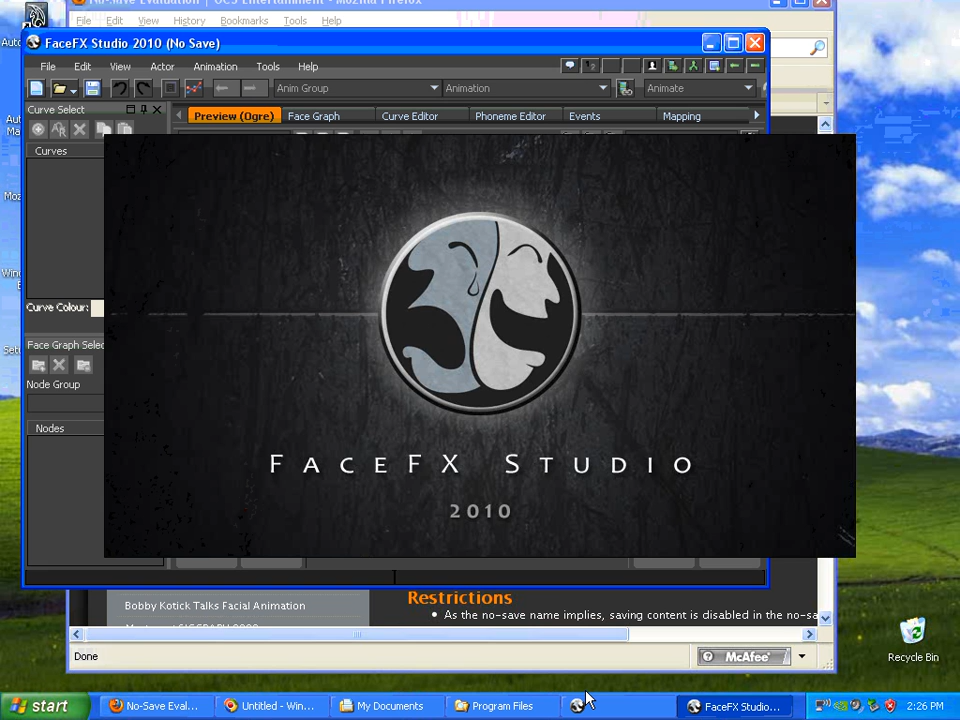 No-Save Evaluation | OC3 Entertainment - Mozilla Firefox
File Edit View History Bookmarks Tools Help
FaceFX Studio 2010 (No Save)
File Edit View Actor Animation Tools Help
Anim Group Animation Animate
Curve Select
Preview (Ogre) Face Graph Curve Editor Phoneme Editor Events Mapping
Curves
Curve Colour:
Face Graph Selec
Node Group
Nodes
FACEFX STUDIO
2010
Restrictions
Bobby Kotick Talks Facial Animation
As the no-save name implies, saving content is disabled in the no-sa
Done
McAfee
Recycle Bin
start
No-Save Eval...
Untitled - Win...
My Documents
Program Files
FaceFX Studio...
2:26 PM